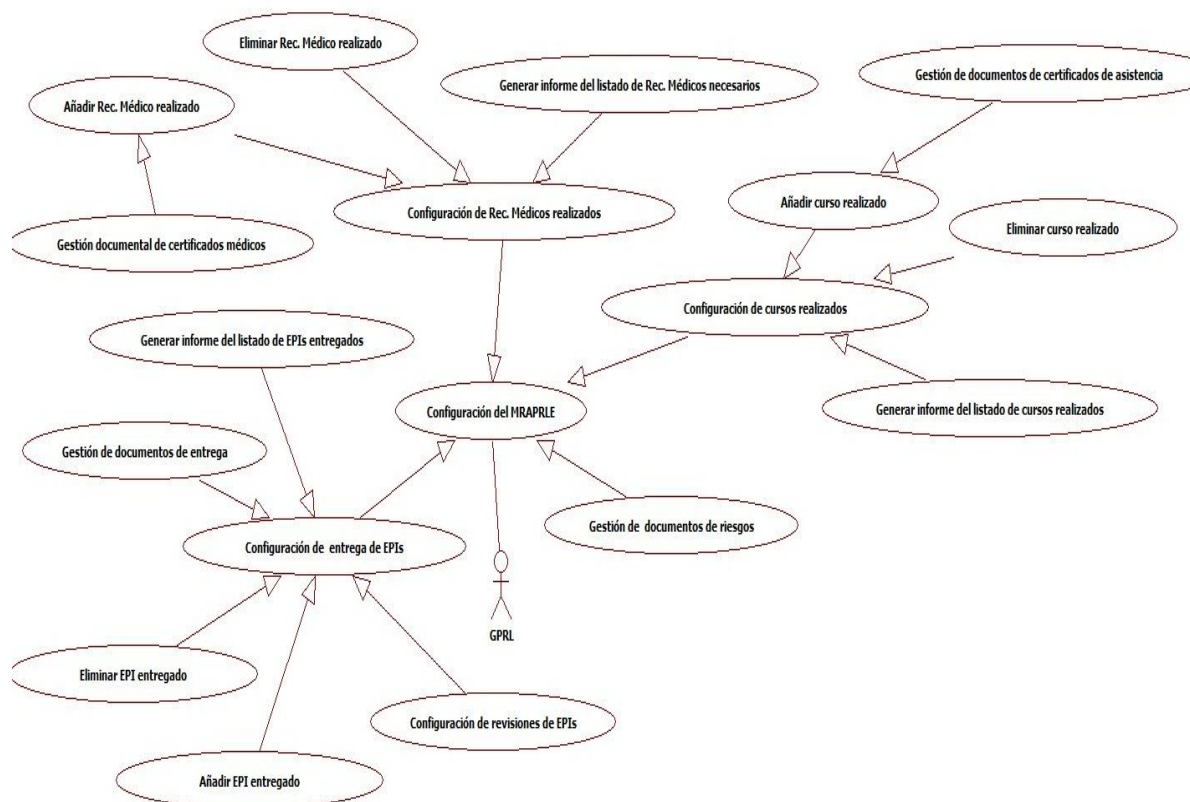 Eliminar Rec. Médico realizado
Generar informe del listado de Rec. Médicos necesarios
Gestión de documentos de certificados de asistencia
Añadir Rec. Médico realizado
Configuración de Rec. Médicos realizados
Añadir curso realizado
Eliminar curso realizado
Gestión documental de certificados médicos
Configuración de cursos realizados
Generar informe del listado de EPIs entregados
Configuración del MRAPRLE
Generar informe del listado de cursos realizados
Gestión de documentos de entrega
Gestión de documentos de riesgos
Configuración de entrega de EPIs
GPRL
Eliminar EPI entregado
Configuración de revisiones de EPIs
Añadir EPI entregado